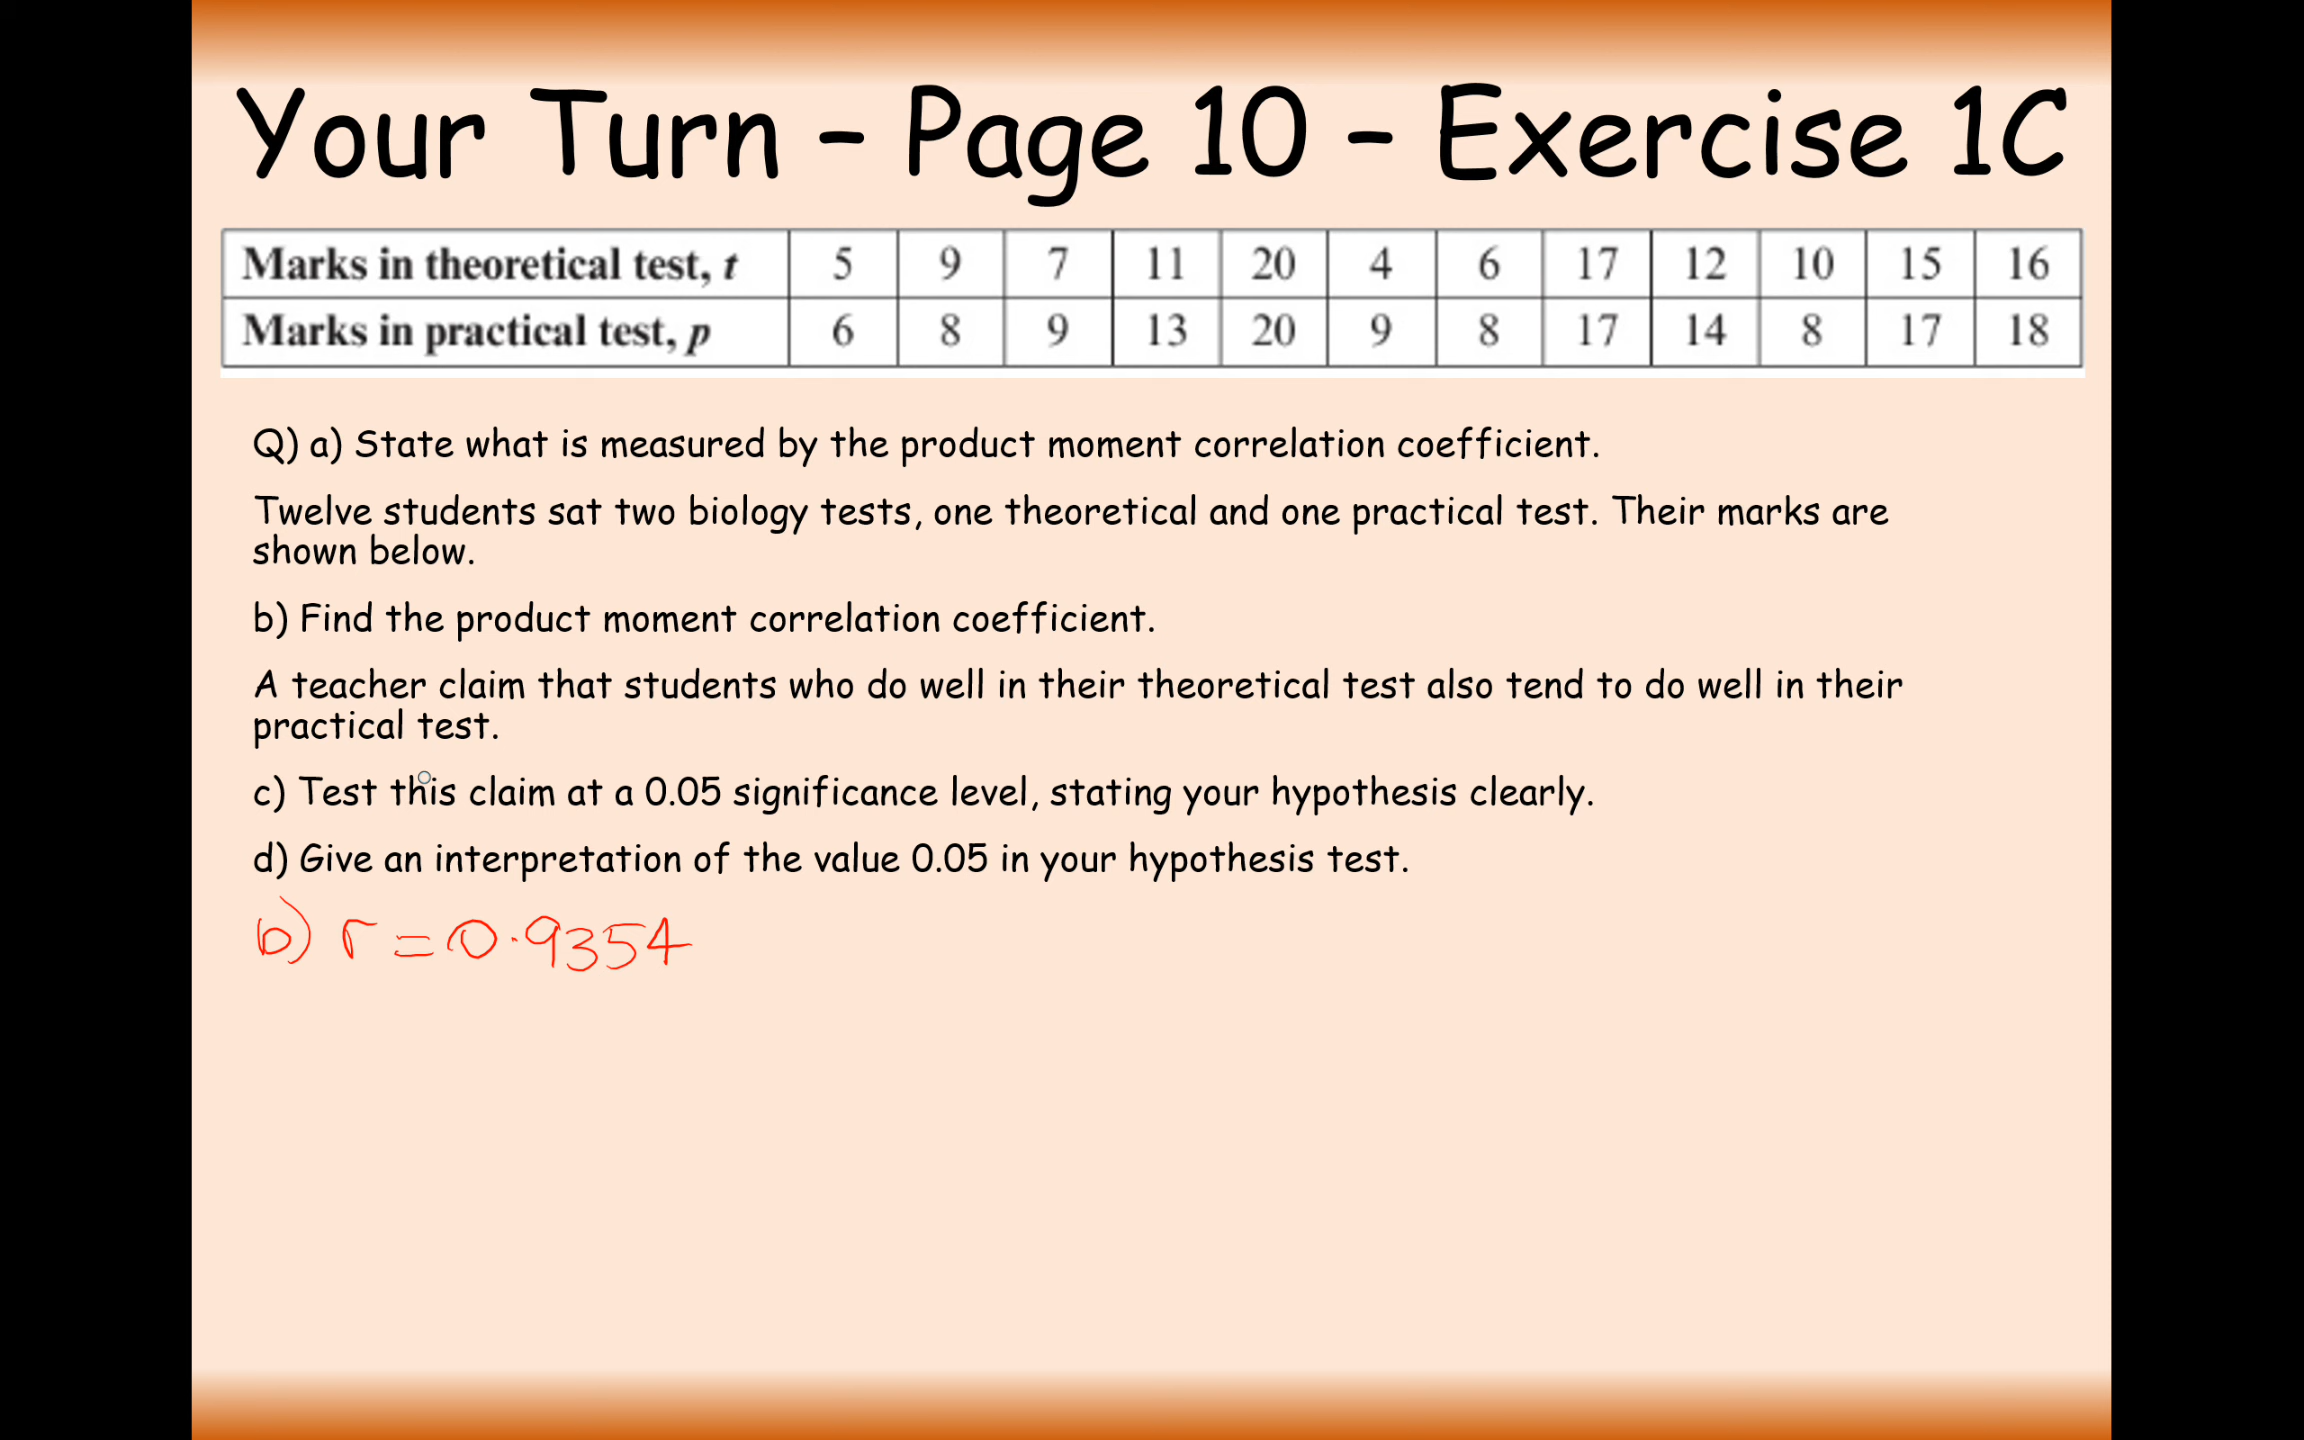 Your Turn – Page 10 – Exercise 1C
Marks in theoretical test, t 5 9 7 11 20 4 6 17 12 10 15 16
Marks in practical test, p 6 8 9 13 20 9 8 17 14 8 17 18
Q) a) State what is measured by the product moment correlation coefficient.
Twelve students sat two biology tests, one theoretical and one practical test. Their marks are
shown below.
b) Find the product moment correlation coefficient.
A teacher claim that students who do well in their theoretical test also tend to do well in their
practical test.
c) Test this claim at a 0.05 significance level, stating your hypothesis clearly.
d) Give an interpretation of the value 0.05 in your hypothesis test.
b) r = 0.9354